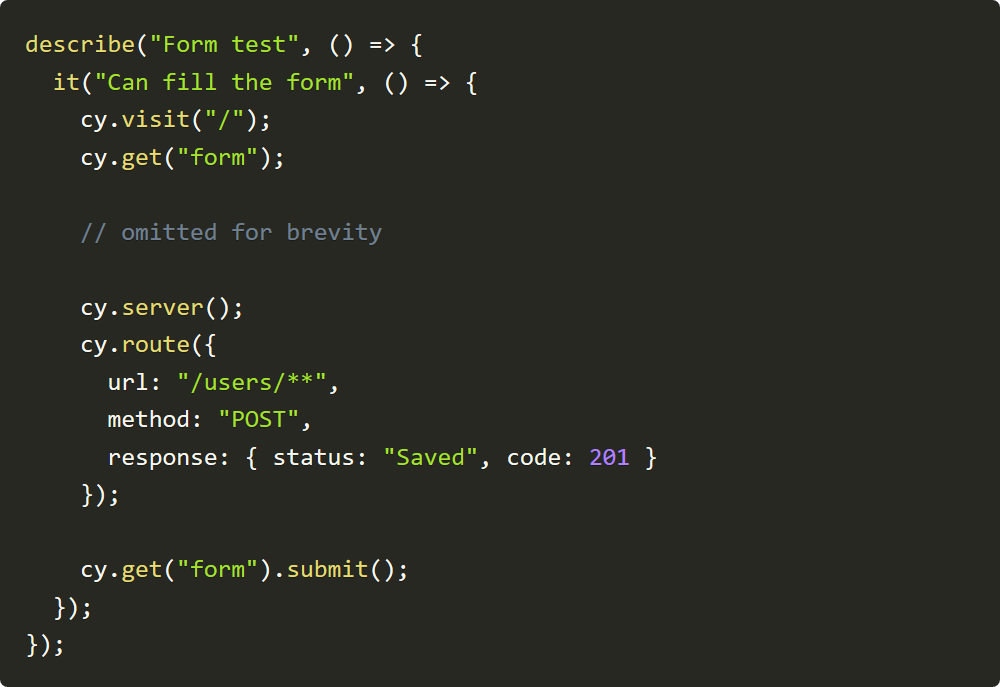 describe("Form test", () => {
  it("Can fill the form", () => {
    cy.visit("/");
    cy.get("form");

    // omitted for brevity

    cy.server();
    cy.route({
      url: "/users/**",
      method: "POST",
      response: { status: "Saved", code: 201 }
    });

    cy.get("form").submit();
  });
});